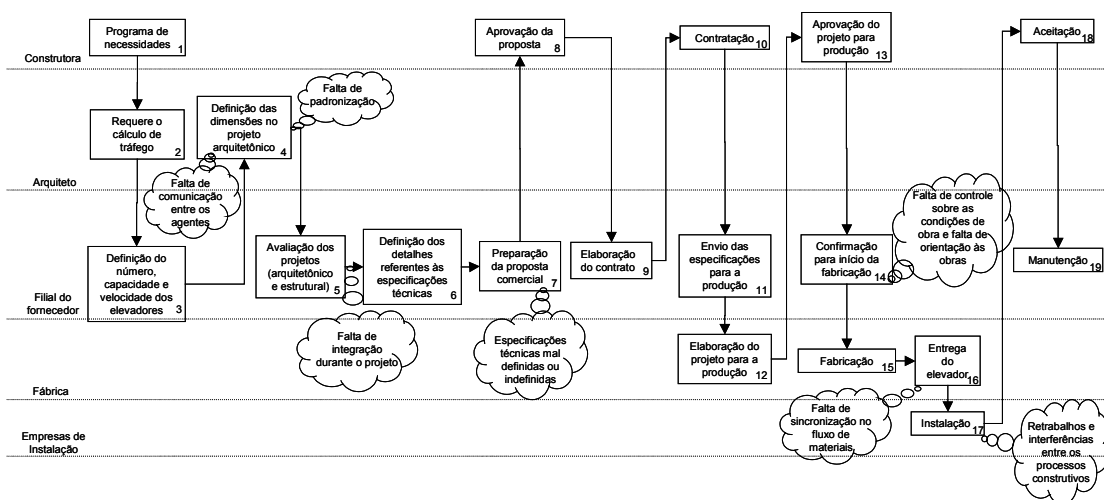 Programa de
necessidades 1
Construtora
Requere o
cálculo de
tráfego 2
Definição das
dimensões no
projeto
arquitetônico 4
Falta de
padronização
Falta de
comunicação
entre os
agentes
Arquiteto
Definição do
número,
capacidade e
velocidade dos
elevadores 3
Filial do
fornecedor
Avaliação dos
projetos
(arquitetônico
e estrutural) 5
Falta de
integração
durante o projeto
Definição dos
detalhes
referentes às
especificações
técnicas 6
Preparação
da proposta
comercial 7
Especificações
técnicas mal
definidas ou
indefinidas
Aprovação da
proposta 8
Elaboração
do contrato 9
Contratação 10
Envio das
especificações
para a
produção 11
Elaboração do
projeto para a
produção 12
Aprovação do
projeto para
produção 13
Confirmação
para início da
fabricação 14
Falta de controle
sobre as
condições de
obra e falta de
orientação às
obras
Fabricação 15
Entrega
do
elevador 16
Falta de
sincronização no
fluxo de
materiais
Fábrica
Instalação 17
Retrabalhos e
interferências
entre os
processos
construtivos
Empresas de
Instalação
Aceitação 18
Manutenção 19